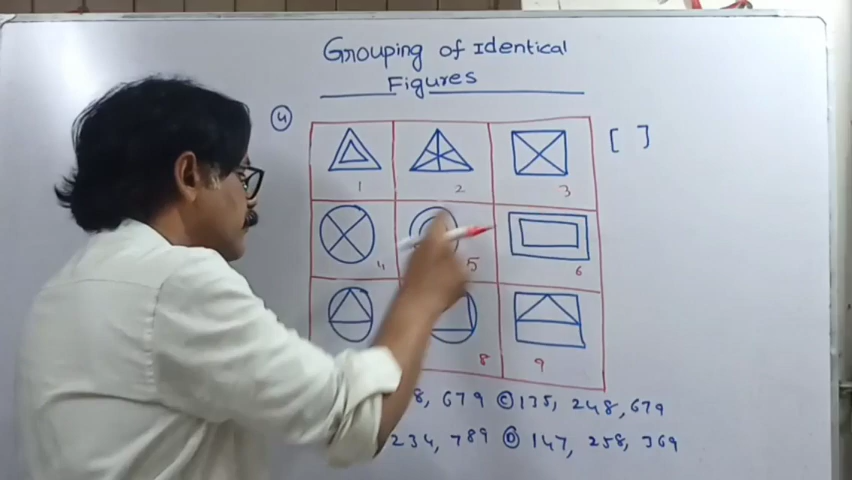 Grouping of Identical
Figures
4 [ ]
1 2 3
4 5 6
8 9
8, 679 C 135, 248, 679
234, 789 D 147, 258, 369